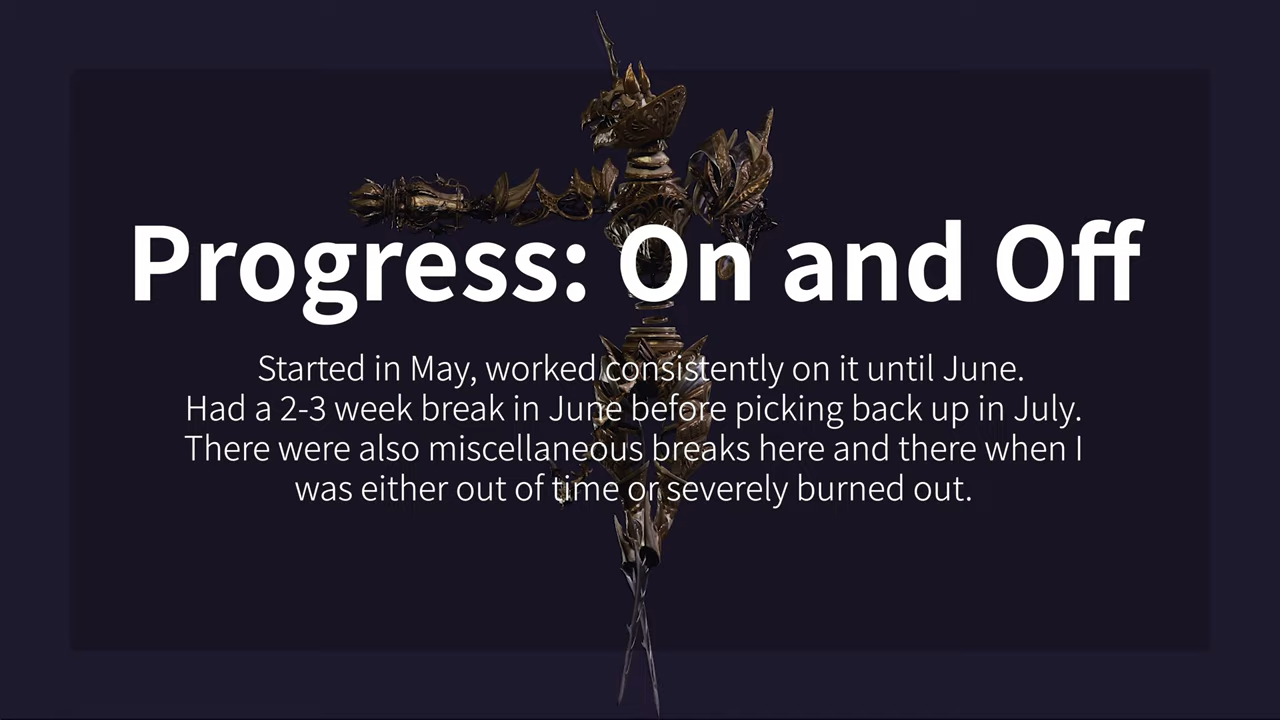 Progress: On and Off
Started in May, worked consistently on it until June.
Had a 2-3 week break in June before picking back up in July.
There were also miscellaneous breaks here and there when I
was either out of time or severely burned out.